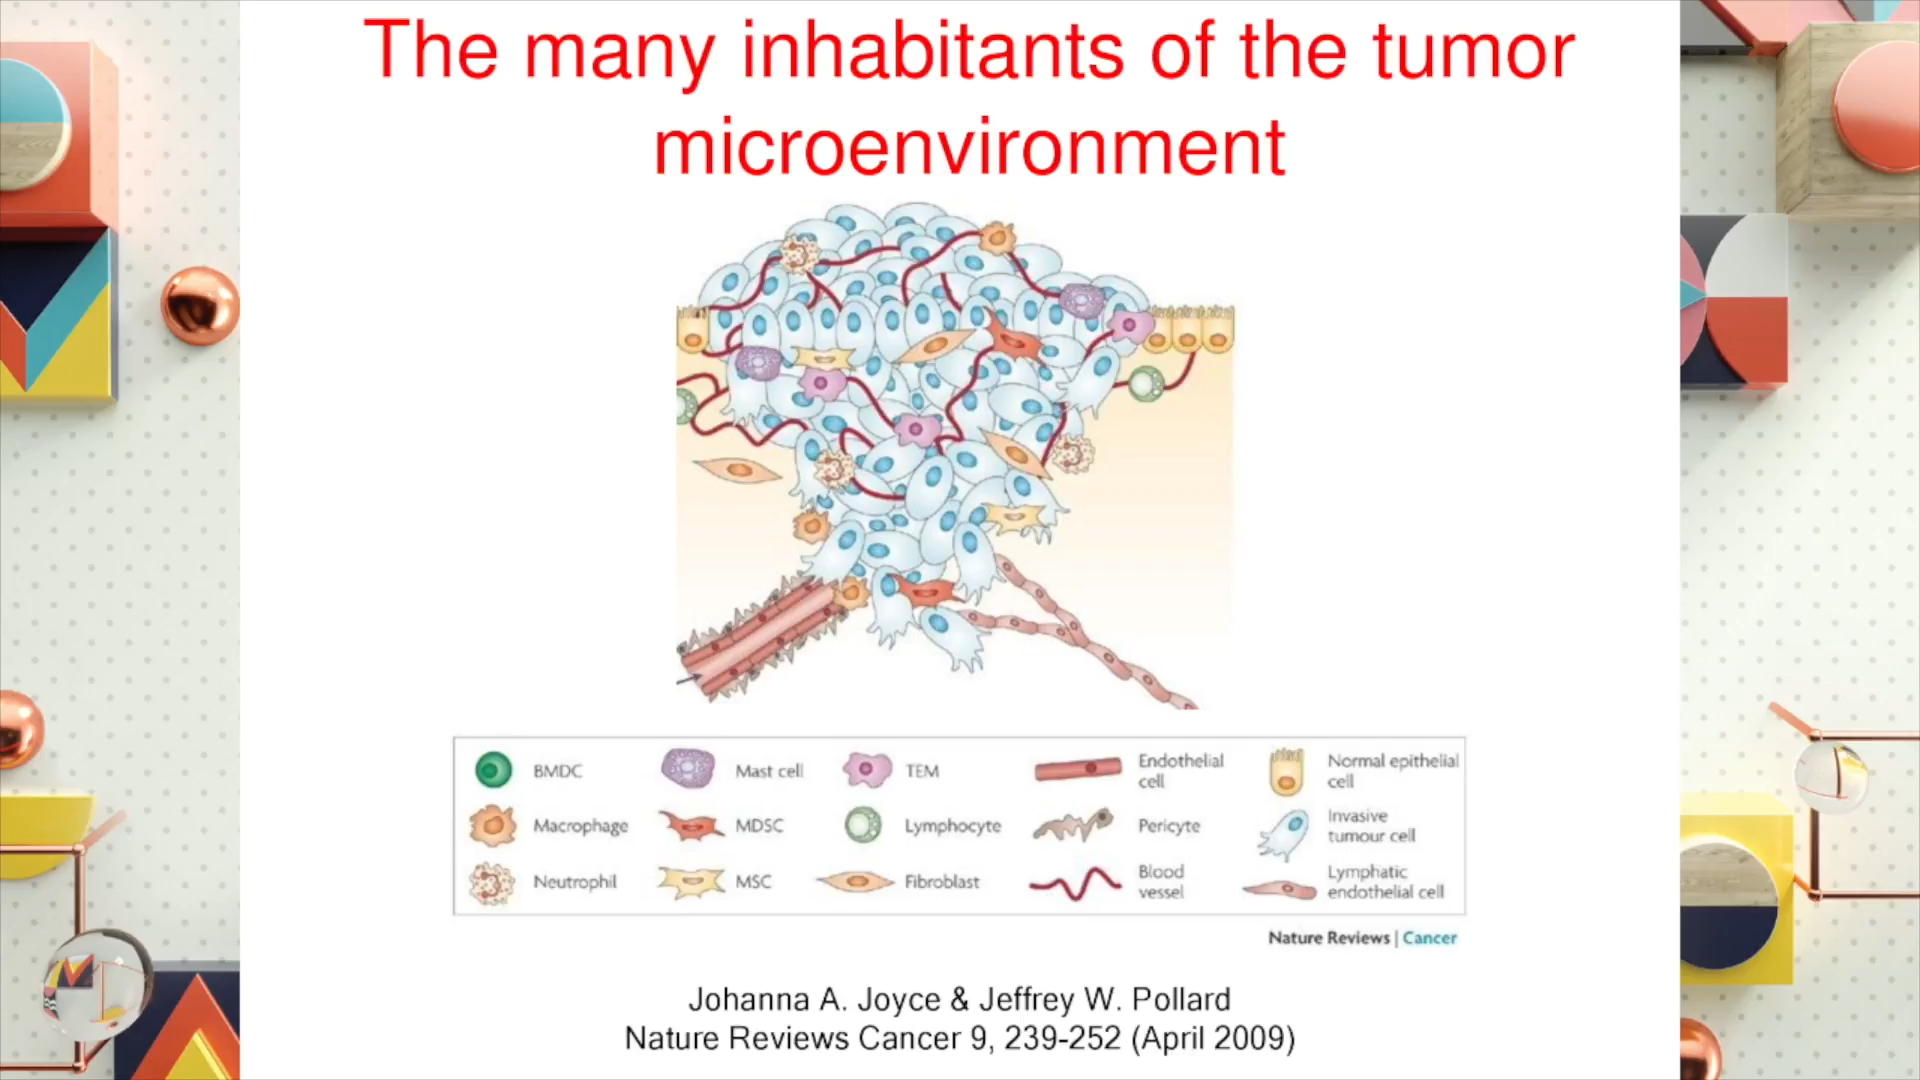 The many inhabitants of the tumor
microenvironment
BMDC
Mast cell
TEM
Endothelial
cell
Normal epithelial
cell
Macrophage
MDSC
Lymphocyte
Pericyte
Invasive
tumour cell
Neutrophil
MSC
Fibroblast
Blood
vessel
Lymphatic
endothelial cell
Nature Reviews | Cancer
Johanna A. Joyce & Jeffrey W. Pollard
Nature Reviews Cancer 9, 239-252 (April 2009)